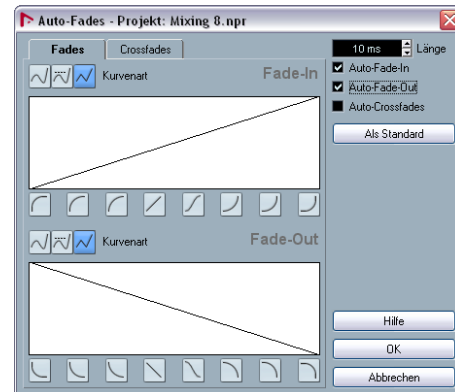 Auto-Fades - Projekt: Mixing 8.npr
Fades
Crossfades
10 ms
Länge
Kurvenart
Fade-In
Auto-Fade-In
Auto-Fade-Out
Auto-Crossfades
Als Standard
Kurvenart
Fade-Out
Hilfe
OK
Abbrechen